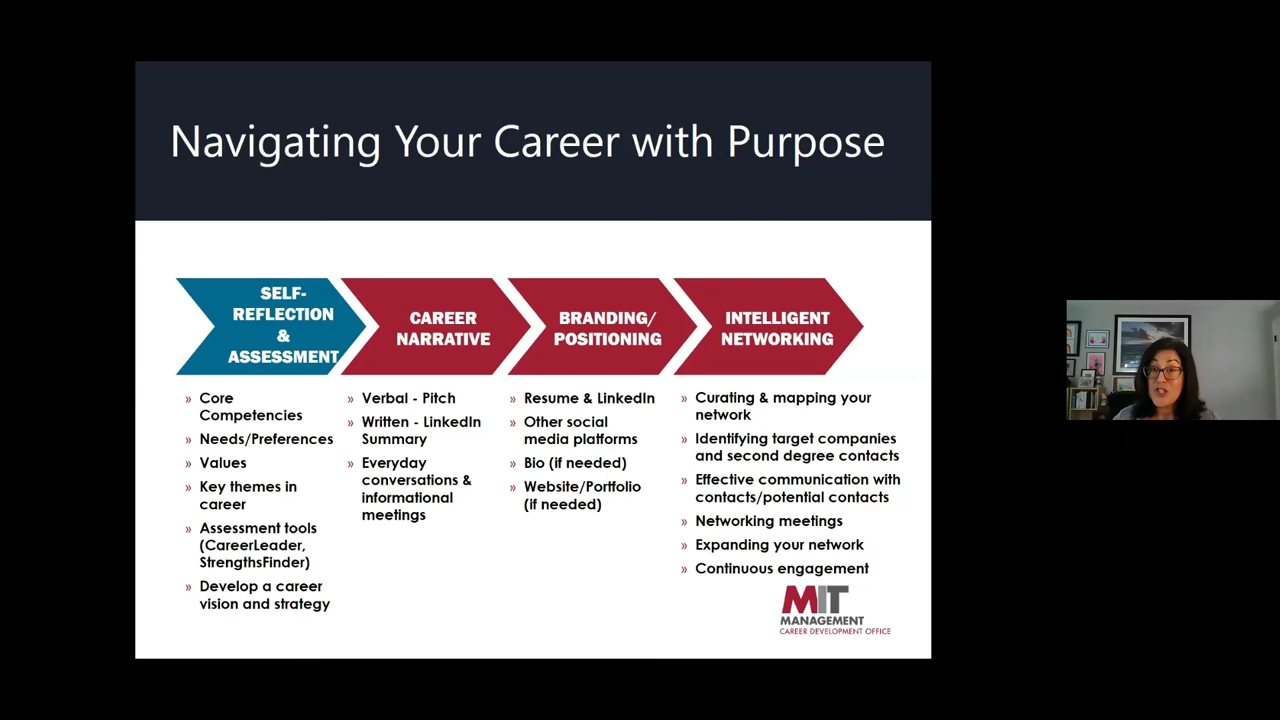 Navigating Your Career with Purpose
SELF-
REFLECTION
&
ASSESSMENT
» Core
Competencies
» Needs/Preferences
» Values
» Key themes in
career
» Assessment tools
(CareerLeader,
StrengthsFinder)
» Develop a career
vision and strategy
CAREER
NARRATIVE
» Verbal - Pitch
» Written - LinkedIn
Summary
» Everyday
conversations &
informational
meetings
BRANDING/
POSITIONING
» Resume & LinkedIn
» Other social
media platforms
» Bio (if needed)
» Website/Portfolio
(if needed)
INTELLIGENT
NETWORKING
» Curating & mapping your
network
» Identifying target companies
and second degree contacts
» Effective communication with
contacts/potential contacts
» Networking meetings
» Expanding your network
» Continuous engagement
MIT
MANAGEMENT
CAREER DEVELOPMENT OFFICE